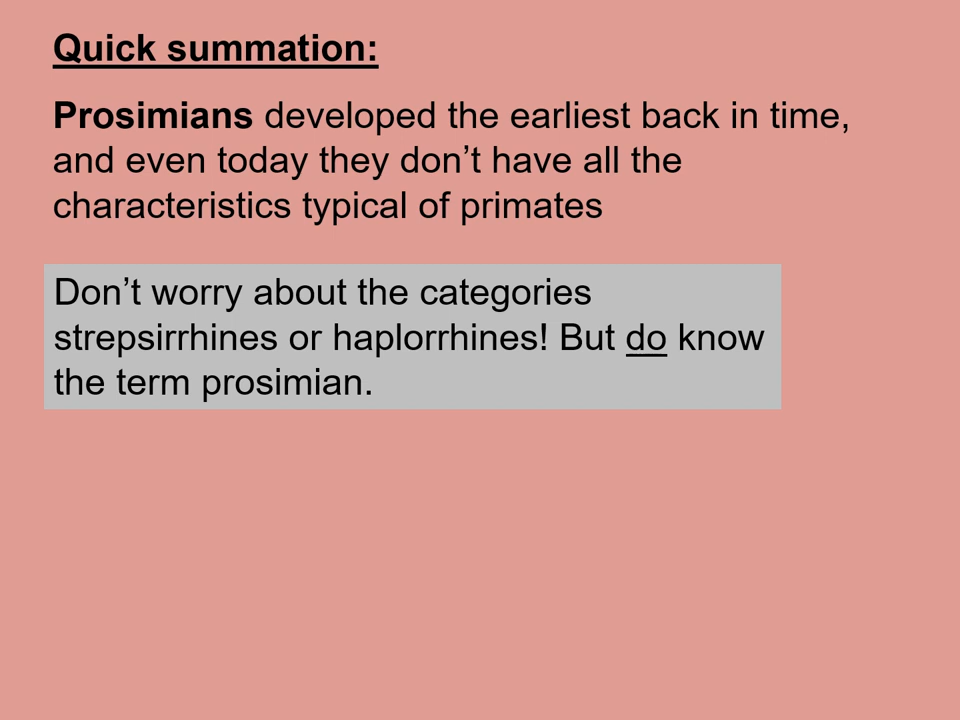 Quick summation:
Prosimians developed the earliest back in time,
and even today they don’t have all the
characteristics typical of primates
Don’t worry about the categories
strepsirrhines or haplorrhines! But do know
the term prosimian.